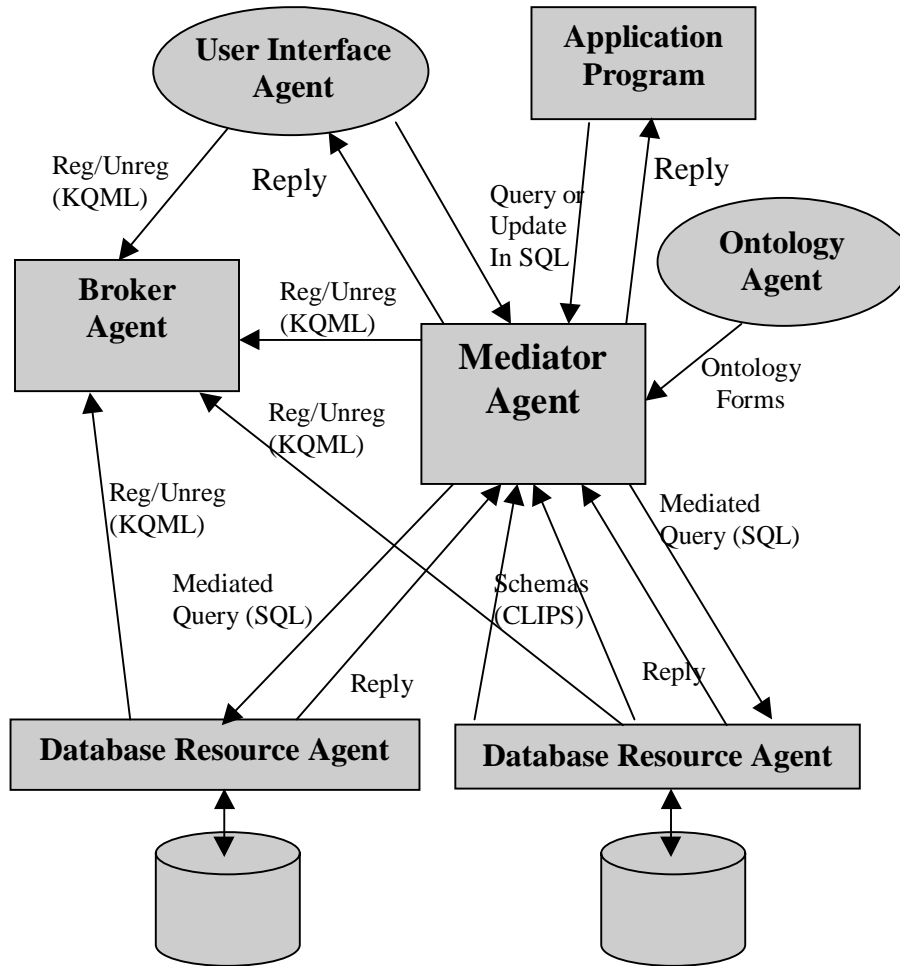 User Interface
Agent
Application
Program
Reg/Unreg
(KQML)
Reply
Query or
Update
In SQL
Reply
Ontology
Agent
Broker
Agent
Reg/Unreg
(KQML)
Mediator
Agent
Ontology
Forms
Reg/Unreg
(KQML)
Reg/Unreg
(KQML)
Mediated
Query (SQL)
Mediated
Query (SQL)
Schemas
(CLIPS)
Reply
Reply
Database Resource Agent
Database Resource Agent